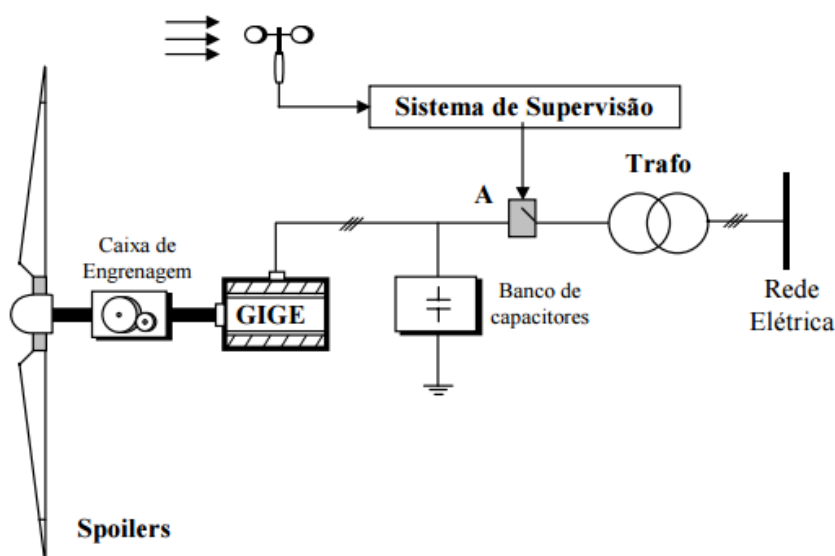 Sistema de Supervisão
A
Trafo
Caixa de
Engrenagem
GIGE
Banco de
capacitores
Rede
Elétrica
Spoilers